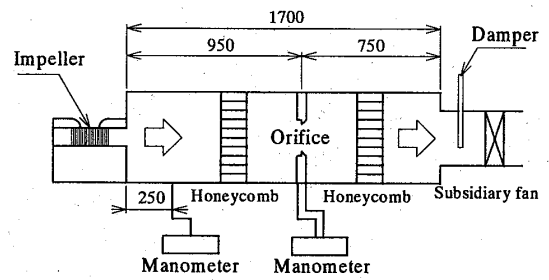 1700
950
750
Damper
Impeller
Orifice
250
Honeycomb
Honeycomb
Subsidiary fan
Manometer
Manometer